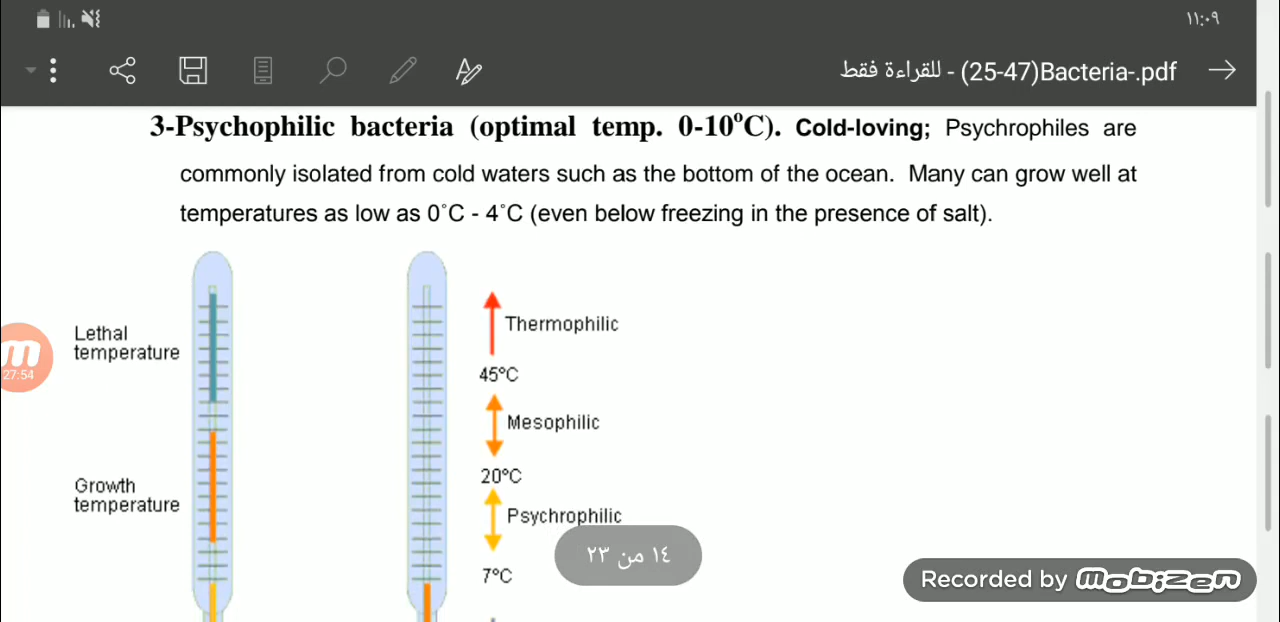 ١١:٠٩
للقراءة فقط - (25-47)Bacteria-.pdf
3-Psychophilic bacteria (optimal temp. 0-10°C). Cold-loving; Psychrophiles are
commonly isolated from cold waters such as the bottom of the ocean. Many can grow well at
temperatures as low as 0˚C - 4˚C (even below freezing in the presence of salt).
Lethal
temperature
Growth
temperature
Thermophilic
45°C
Mesophilic
20°C
Psychrophilic
7°C
27:54
١٤ من ٢٣
Recorded by mobizen